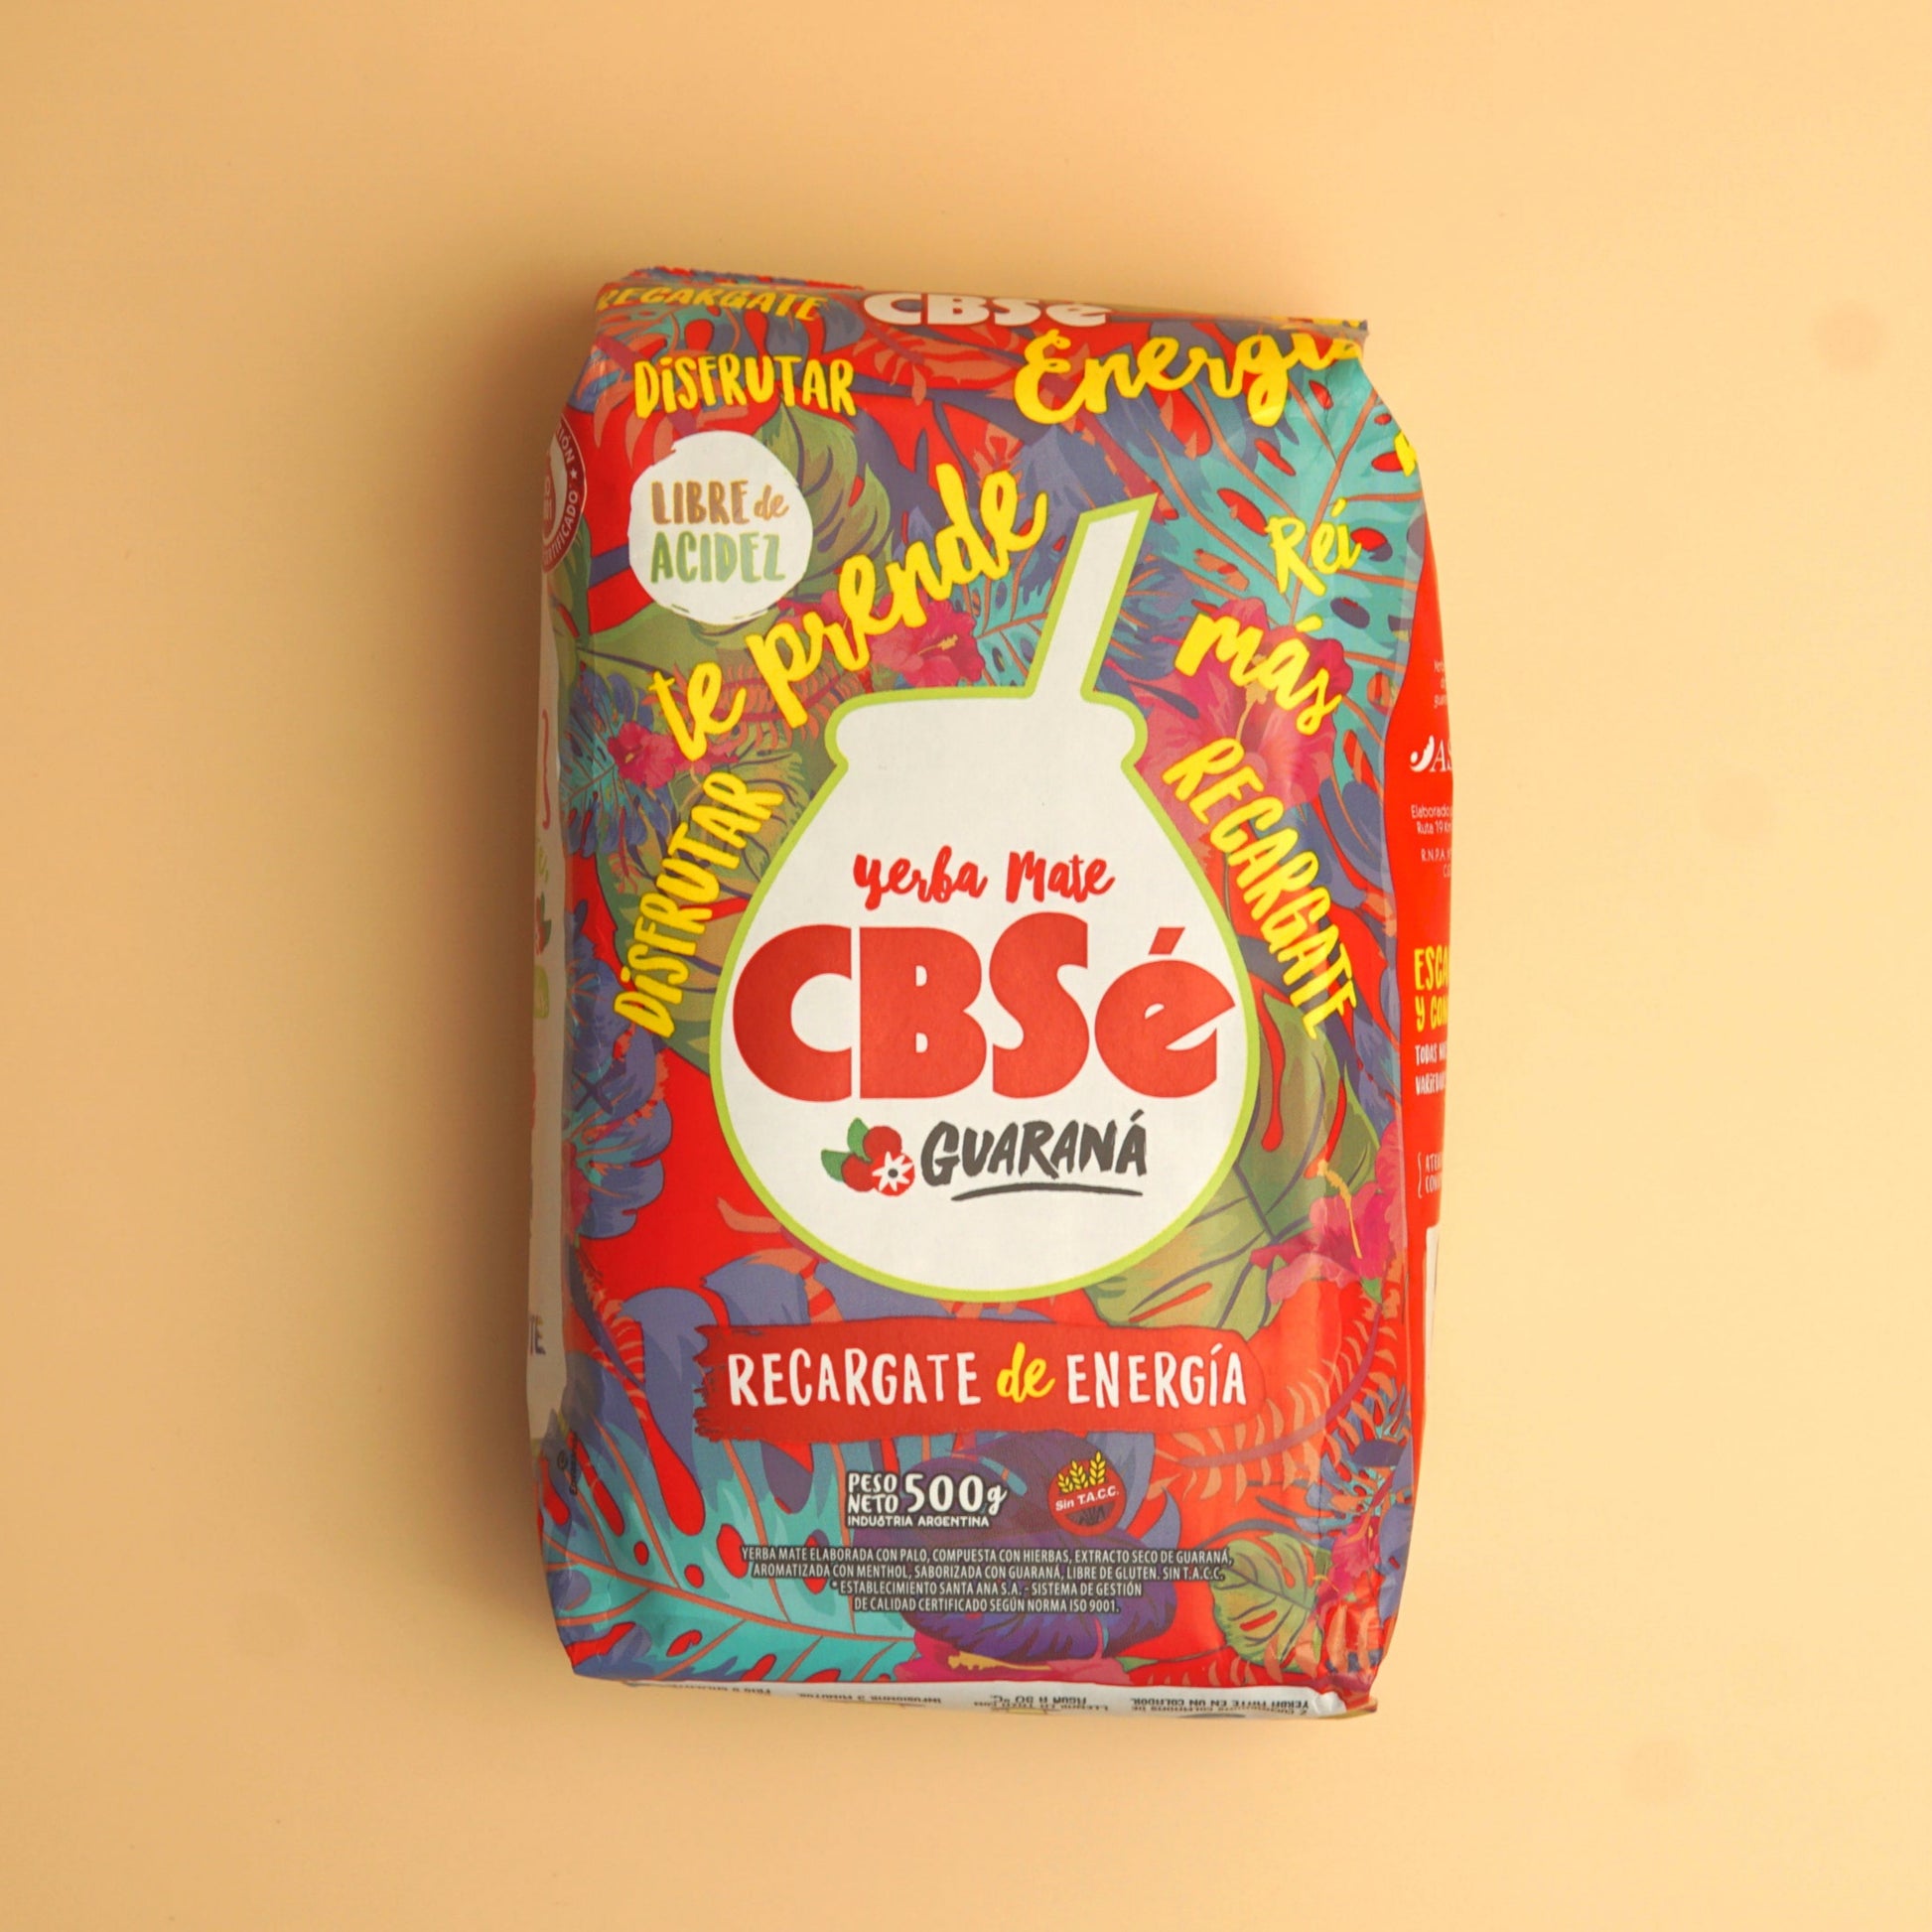 RECARGATE
CBSé
DiSFRUTAR
Energía
LIBRE de
ACIDEZ
te prende
Reí
más
DiSFRUTAR
RECARGATE
yerba Mate
CBSé
GUARANÁ
RECARGATE de ENERGÍA
PESO
NETO 500g
INDUSTRIA ARGENTINA
Sin T.A.C.C.
YERBA MATE ELABORADA CON PALO, COMPUESTA CON HIERBAS, EXTRACTO SECO DE GUARANÁ,
AROMATIZADA CON MENTHOL, SABORIZADA CON GUARANÁ, LIBRE DE GLUTEN. SIN T.A.C.C.
* ESTABLECIMIENTO SANTA ANA S.A. - SISTEMA DE GESTIÓN
DE CALIDAD CERTIFICADO SEGÚN NORMA ISO 9001.
Ruta 19